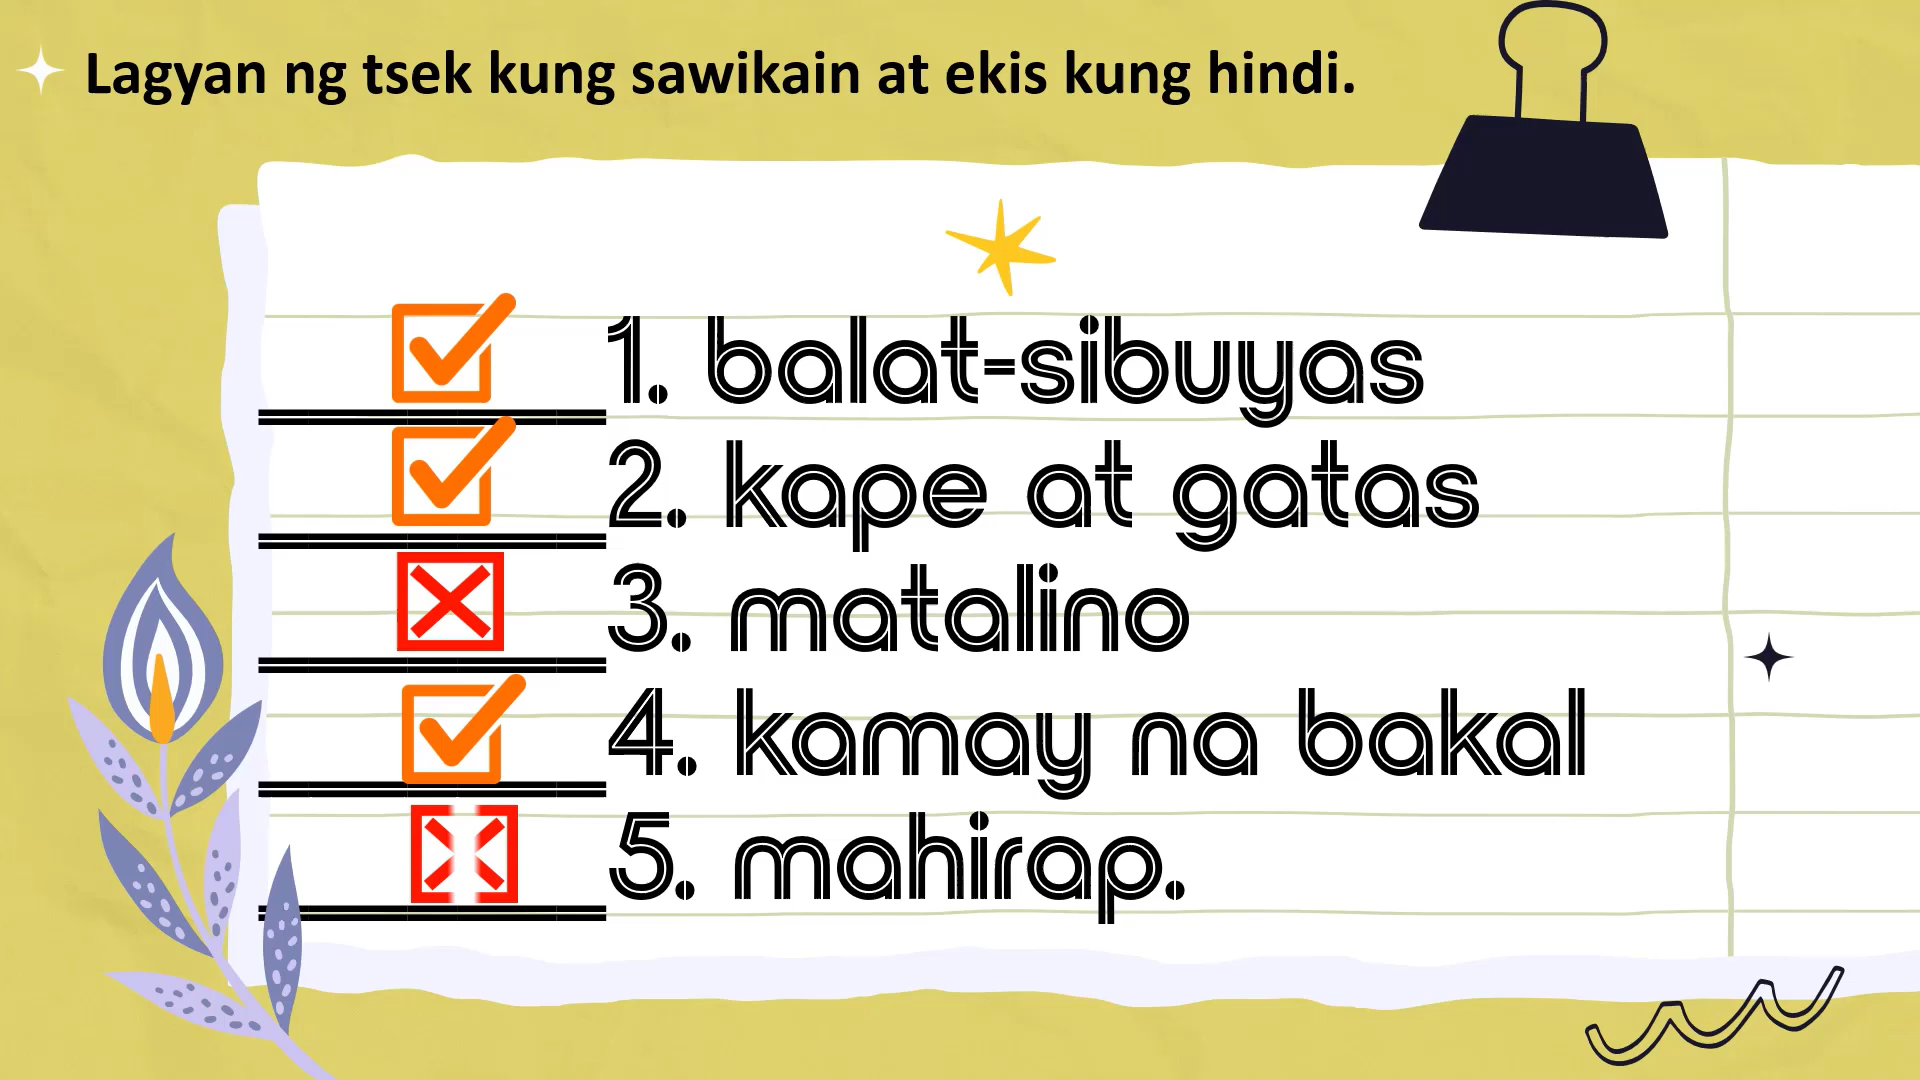 Lagyan ng tsek kung sawikain at ekis kung hindi.
1. balat-sibuyas
2. kape at gatas
3. matalino
4. kamay na bakal
5. mahirap.